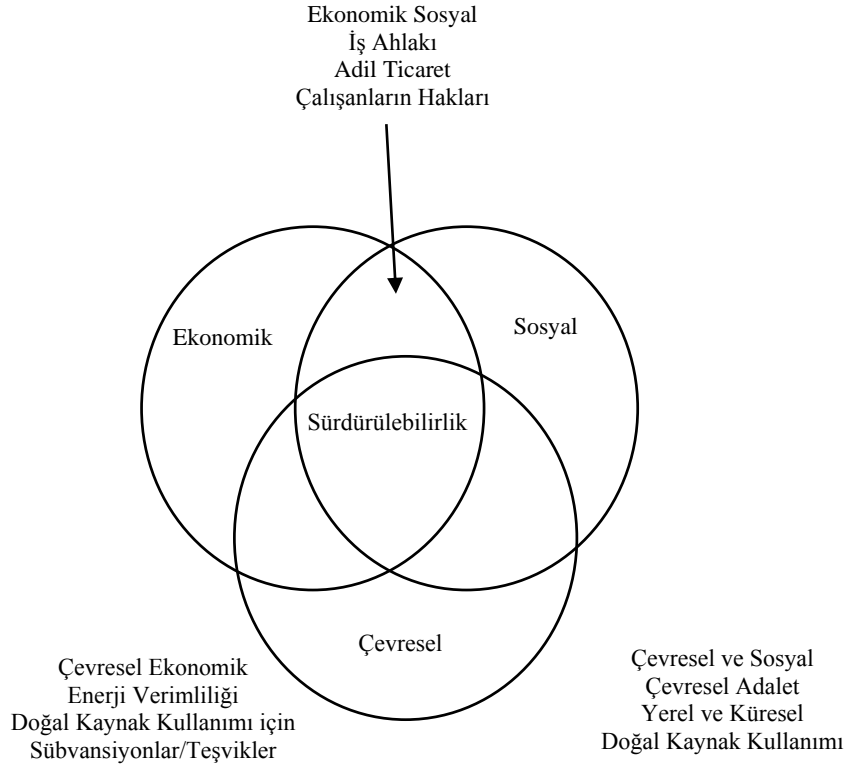 Ekonomik Sosyal
İş Ahlakı
Adil Ticaret
Çalışanların Hakları
Ekonomik
Sosyal
Sürdürülebilirlik
Çevresel
Çevresel Ekonomik
Enerji Verimliliği
Doğal Kaynak Kullanımı için
Sübvansiyonlar/Teşvikler
Çevresel ve Sosyal
Çevresel Adalet
Yerel ve Küresel
Doğal Kaynak Kullanımı